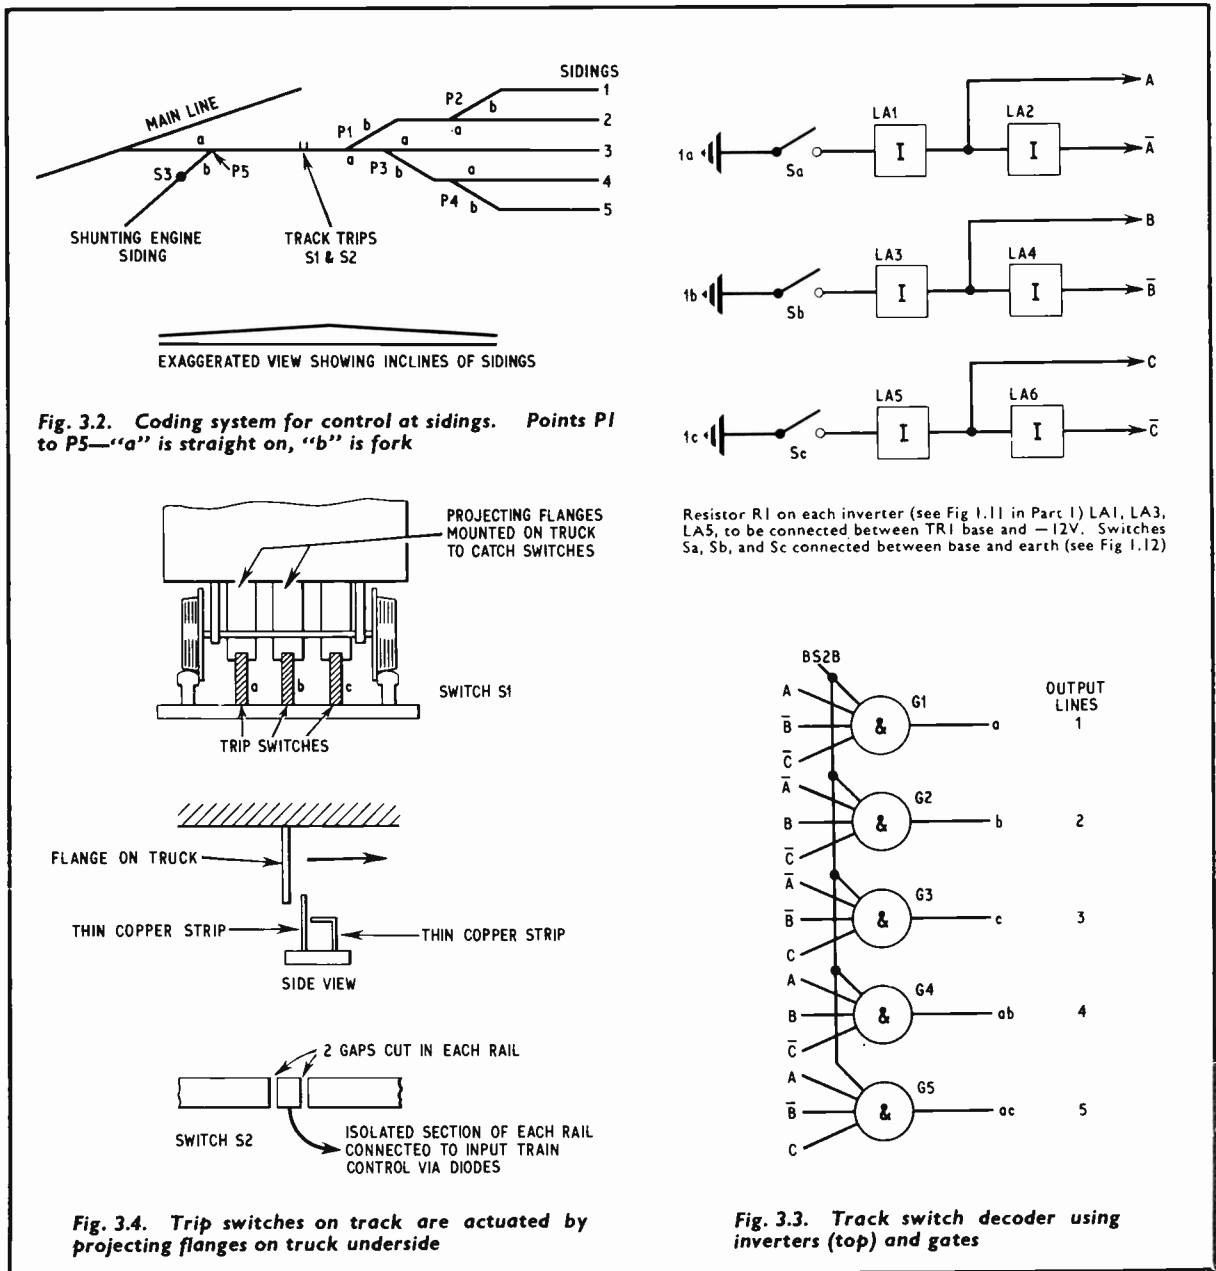 SIDINGS
1
P2
b
2
a
MAIN LINE
P1
b
a
a
a
3
S3
b
P5
P3
b
a
4
P4
b
5
SHUNTING ENGINE
SIDING
TRACK TRIPS
S1 & S2
EXAGGERATED VIEW SHOWING INCLINES OF SIDINGS
Fig. 3.2. Coding system for control at sidings. Points P1
to P5—“a” is straight on, “b” is fork
A
LA1
LA2
1a
Sa
I
I
A̅
B
LA3
LA4
1b
Sb
I
I
B̅
C
LA5
LA6
1c
Sc
I
I
C̅
Resistor R1 on each inverter (see Fig 1.11 in Part 1) LA1, LA3,
LA5, to be connected between TR1 base and —12V. Switches
Sa, Sb, and Sc connected between base and earth (see Fig 1.12)
PROJECTING FLANGES
MOUNTED ON TRUCK
TO CATCH SWITCHES
a
b
c
SWITCH S1
TRIP SWITCHES
FLANGE ON TRUCK
THIN COPPER STRIP
THIN COPPER STRIP
SIDE VIEW
2 GAPS CUT IN EACH RAIL
SWITCH S2
ISOLATED SECTION OF EACH RAIL
CONNECTED TO INPUT TRAIN
CONTROL VIA DIODES
Fig. 3.4. Trip switches on track are actuated by
projecting flanges on truck underside
BS2B
OUTPUT
LINES
A
B̅
C̅
&
G1
a
1
A̅
B
C̅
&
G2
b
2
A̅
B̅
C
&
G3
c
3
A
B
C̅
&
G4
ab
4
A
B̅
C
&
G5
ac
5
Fig. 3.3. Track switch decoder using
inverters (top) and gates